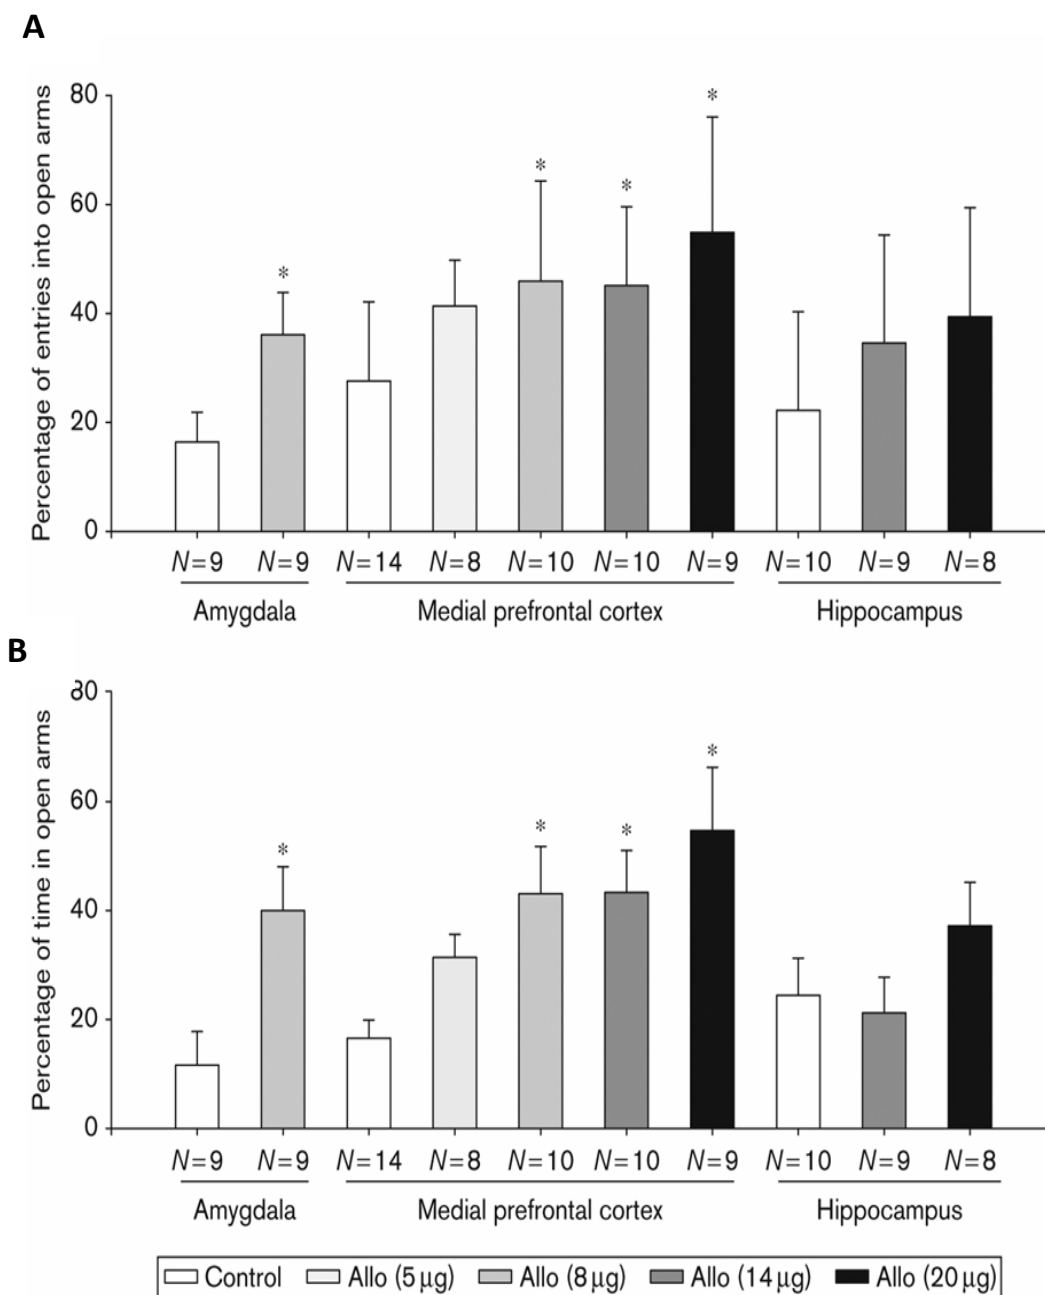 A
Percentage of entries into open arms
80
60
40
20
0
N=9 N=9 N=14 N=8 N=10 N=10 N=9 N=10 N=9 N=8
Amygdala Medial prefrontal cortex Hippocampus
* * * *
B
Percentage of time in open arms
80
60
40
20
0
* * * *
N=9 N=9 N=14 N=8 N=10 N=10 N=9 N=10 N=9 N=8
Amygdala Medial prefrontal cortex Hippocampus
Control Allo (5 µg) Allo (8 µg) Allo (14 µg) Allo (20 µg)